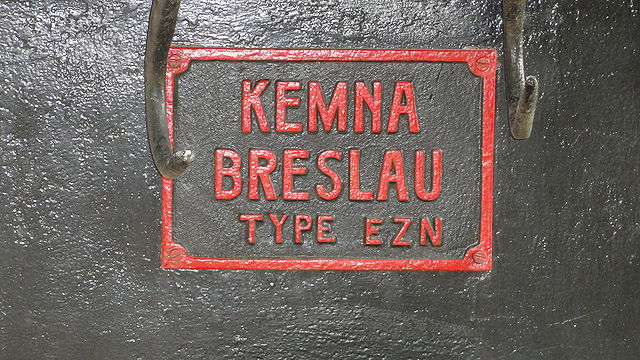 KEMNA
BRESLAU
TYPE EZN